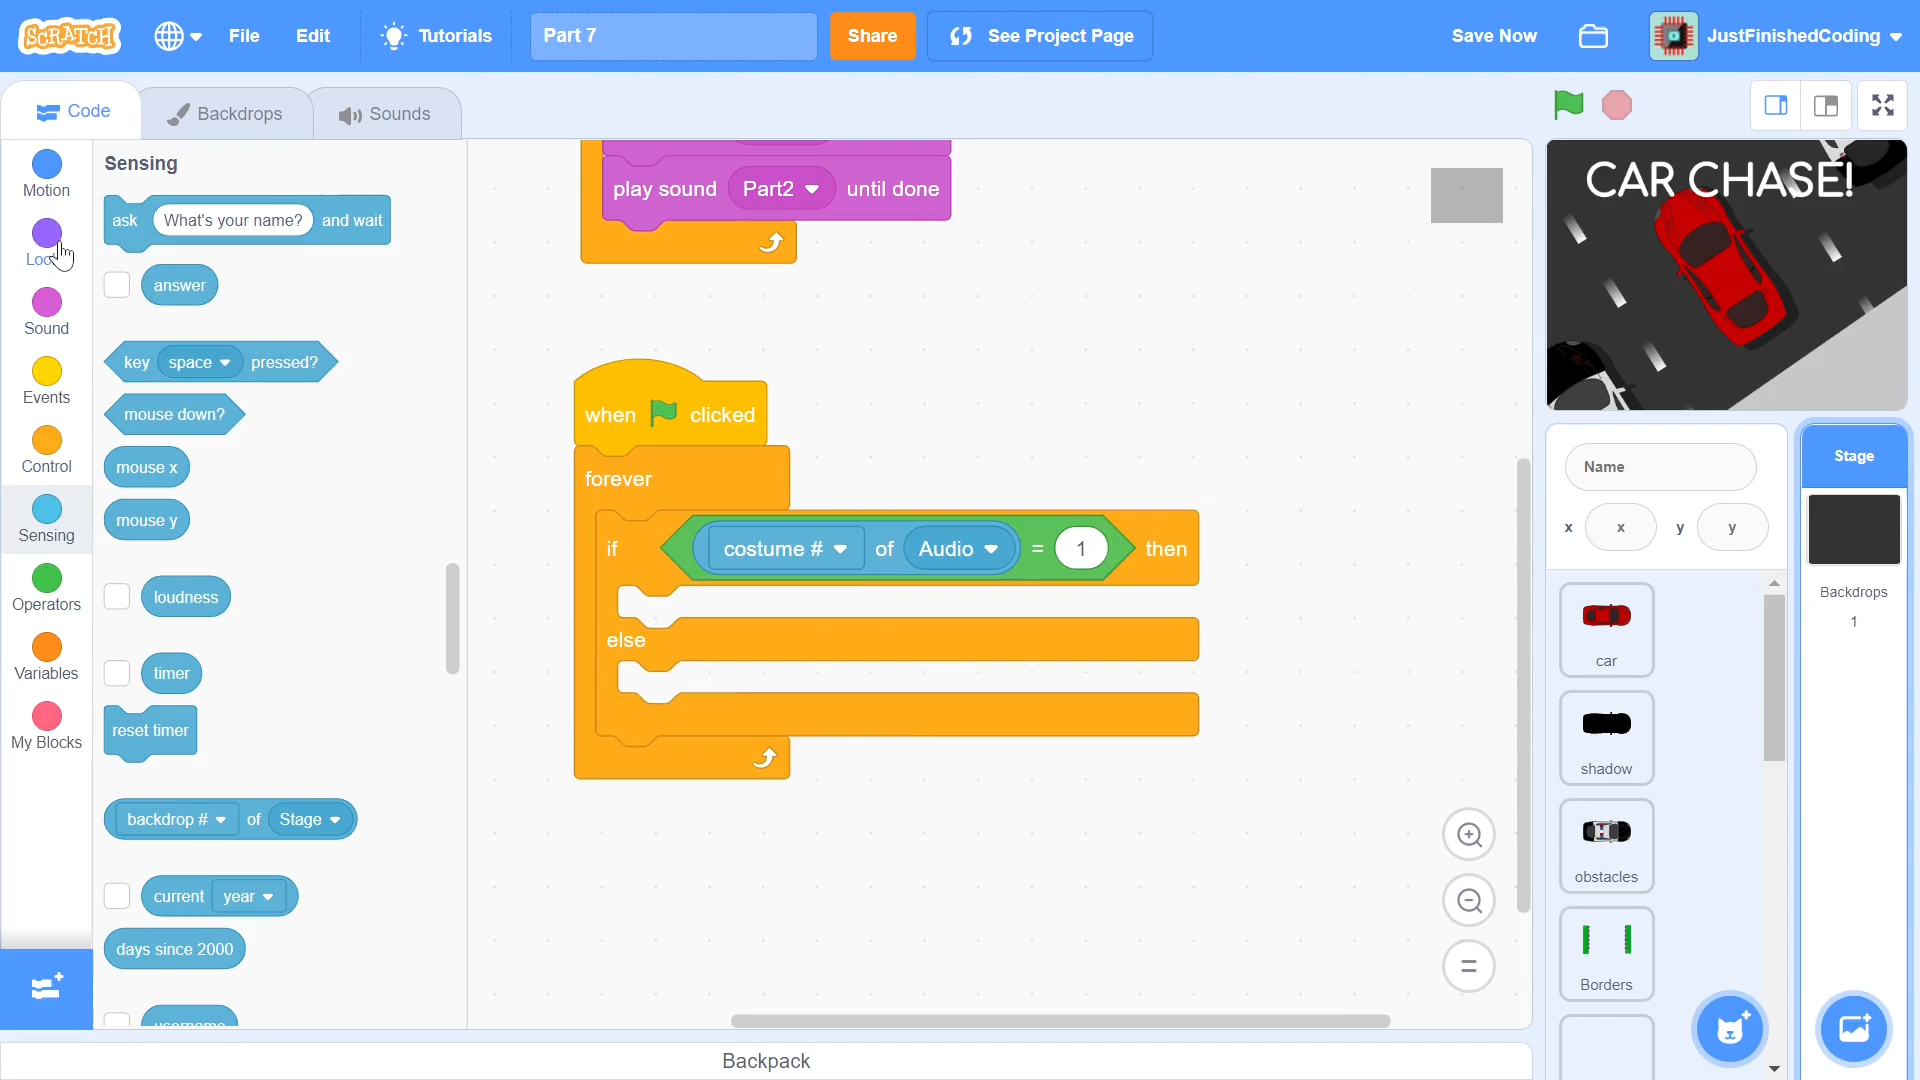 SCRATCH
File
Edit
Tutorials
Part 7
Share
See Project Page
Save Now
JustFinishedCoding
Code
Backdrops
Sounds
Motion
Sound
Events
Control
Sensing
Operators
Variables
My Blocks
Sensing
ask What's your name? and wait
answer
key space pressed?
mouse down?
mouse x
mouse y
loudness
timer
reset timer
backdrop # of Stage
current year
days since 2000
username
play sound Part2 until done
when clicked
forever
if costume # of Audio = 1 then
else
CAR CHASE!
Name
x x y y
car
shadow
obstacles
Borders
Stage
Backdrops
1
Backpack